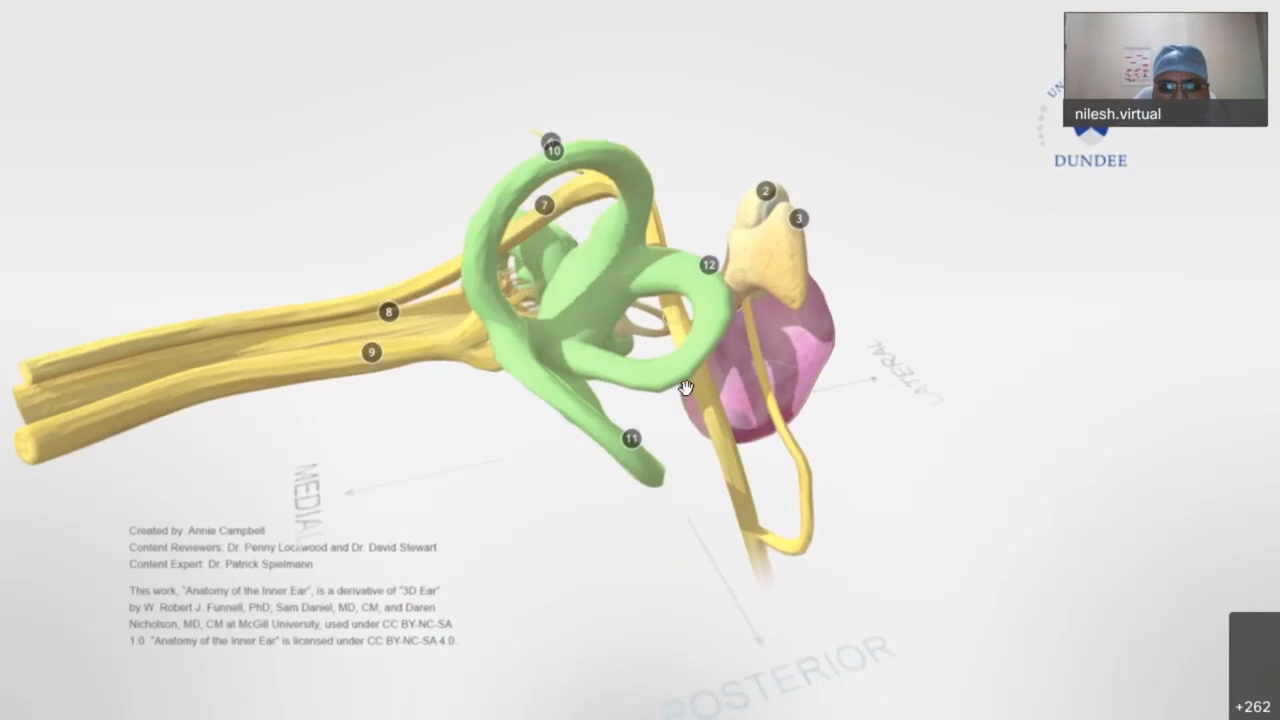 nilesh.virtual
UN
DUNDEE
10
2
3
7
12
8
9
11
LATERAL
MEDIAL
Created by: Annie Campbell
Content Reviewers: Dr. Penny Lockwood and Dr. David Stewart
Content Expert: Dr. Patrick Spielmann
This work, "Anatomy of the Inner Ear", is a derivative of "3D Ear"
by W. Robert J. Funnell, PhD, Sam Daniel, MD, CM, and Daren
Nicholson, MD, CM at McGill University, used under CC BY-NC-SA
1.0. "Anatomy of the Inner Ear" is licensed under CC BY-NC-SA 4.0.
POSTERIOR
+262